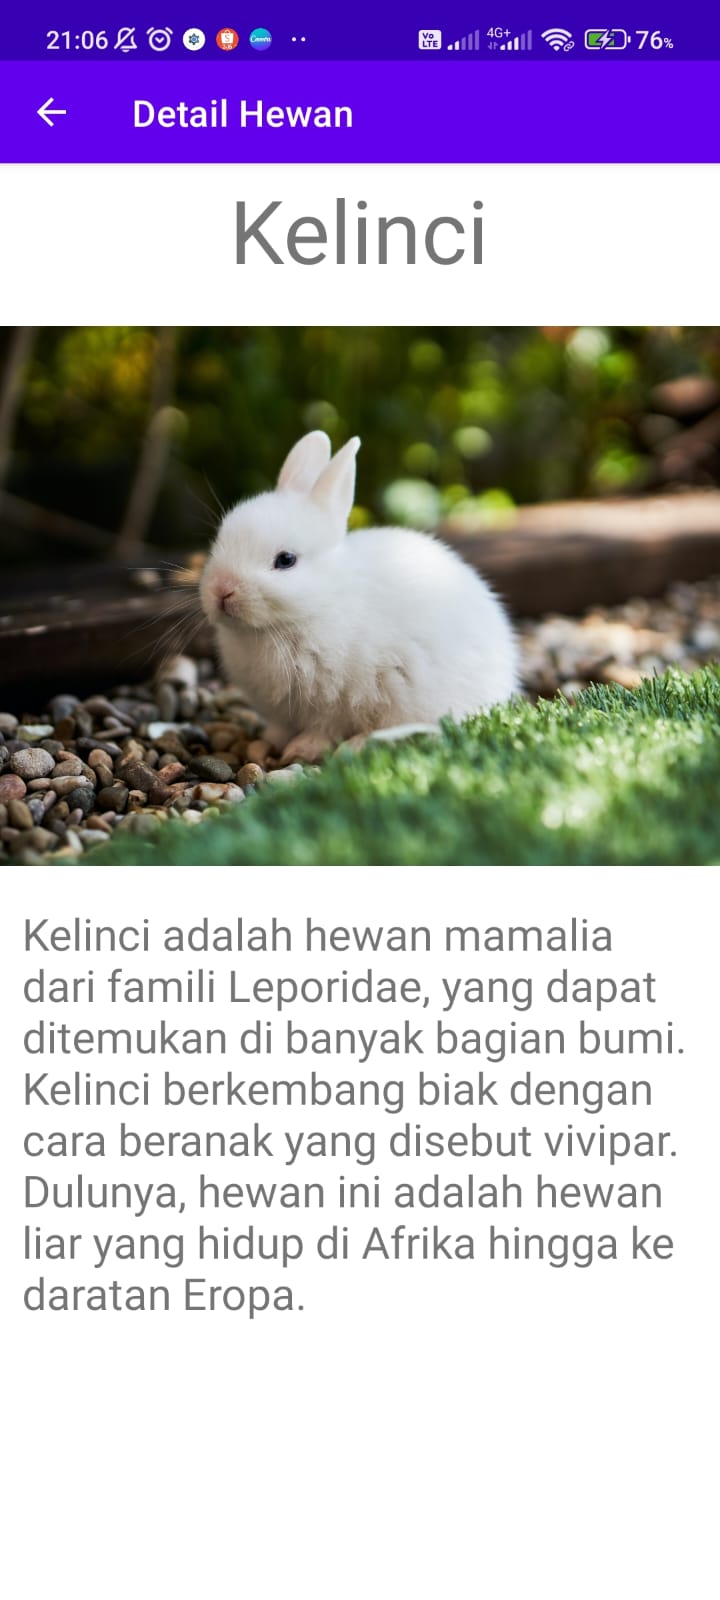 21:06 4G+ 76%
Vo LTE
Detail Hewan
Kelinci
Kelinci adalah hewan mamalia
dari famili Leporidae, yang dapat
ditemukan di banyak bagian bumi.
Kelinci berkembang biak dengan
cara beranak yang disebut vivipar.
Dulunya, hewan ini adalah hewan
liar yang hidup di Afrika hingga ke
daratan Eropa.